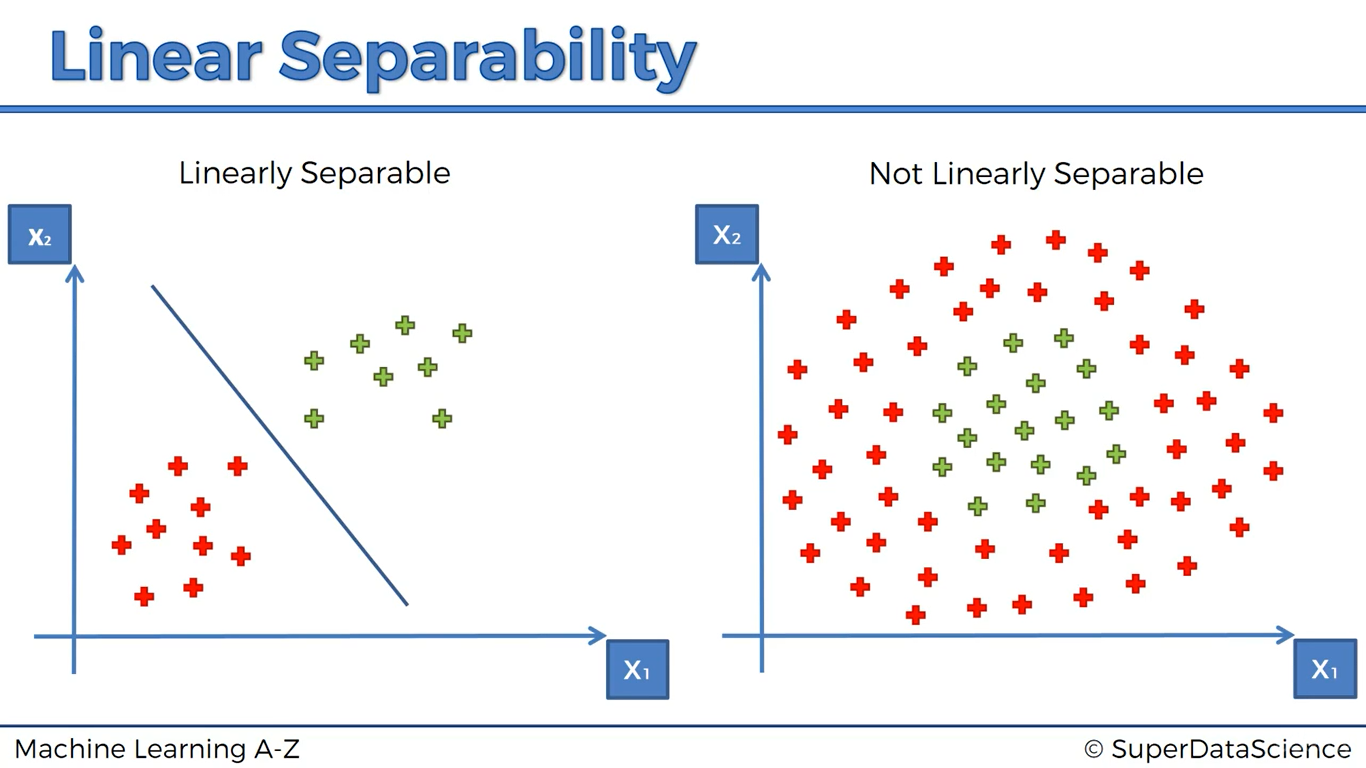 Linear Separability
Linearly Separable
Not Linearly Separable
X₂
X₂
X₁
X₁
Machine Learning A-Z
© SuperDataScience